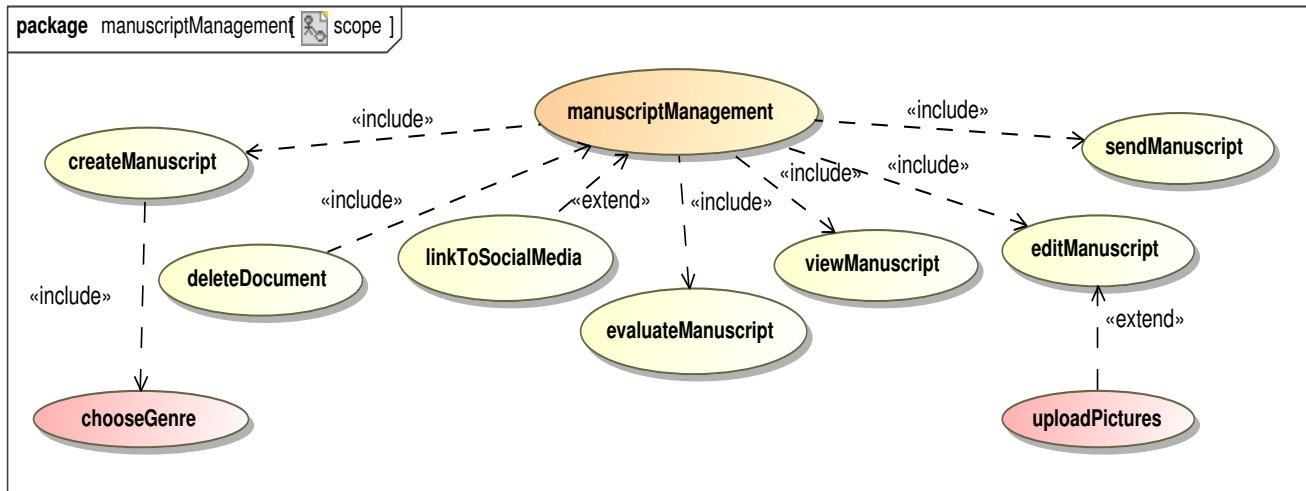 package manuscriptManagement[ scope ]
manuscriptManagement
«include»
«include»
sendManuscript
createManuscript
«include»
«include»
«include»
«extend»
«include»
linkToSocialMedia
viewManuscript
editManuscript
deleteDocument
«include»
evaluateManuscript
«extend»
chooseGenre
uploadPictures